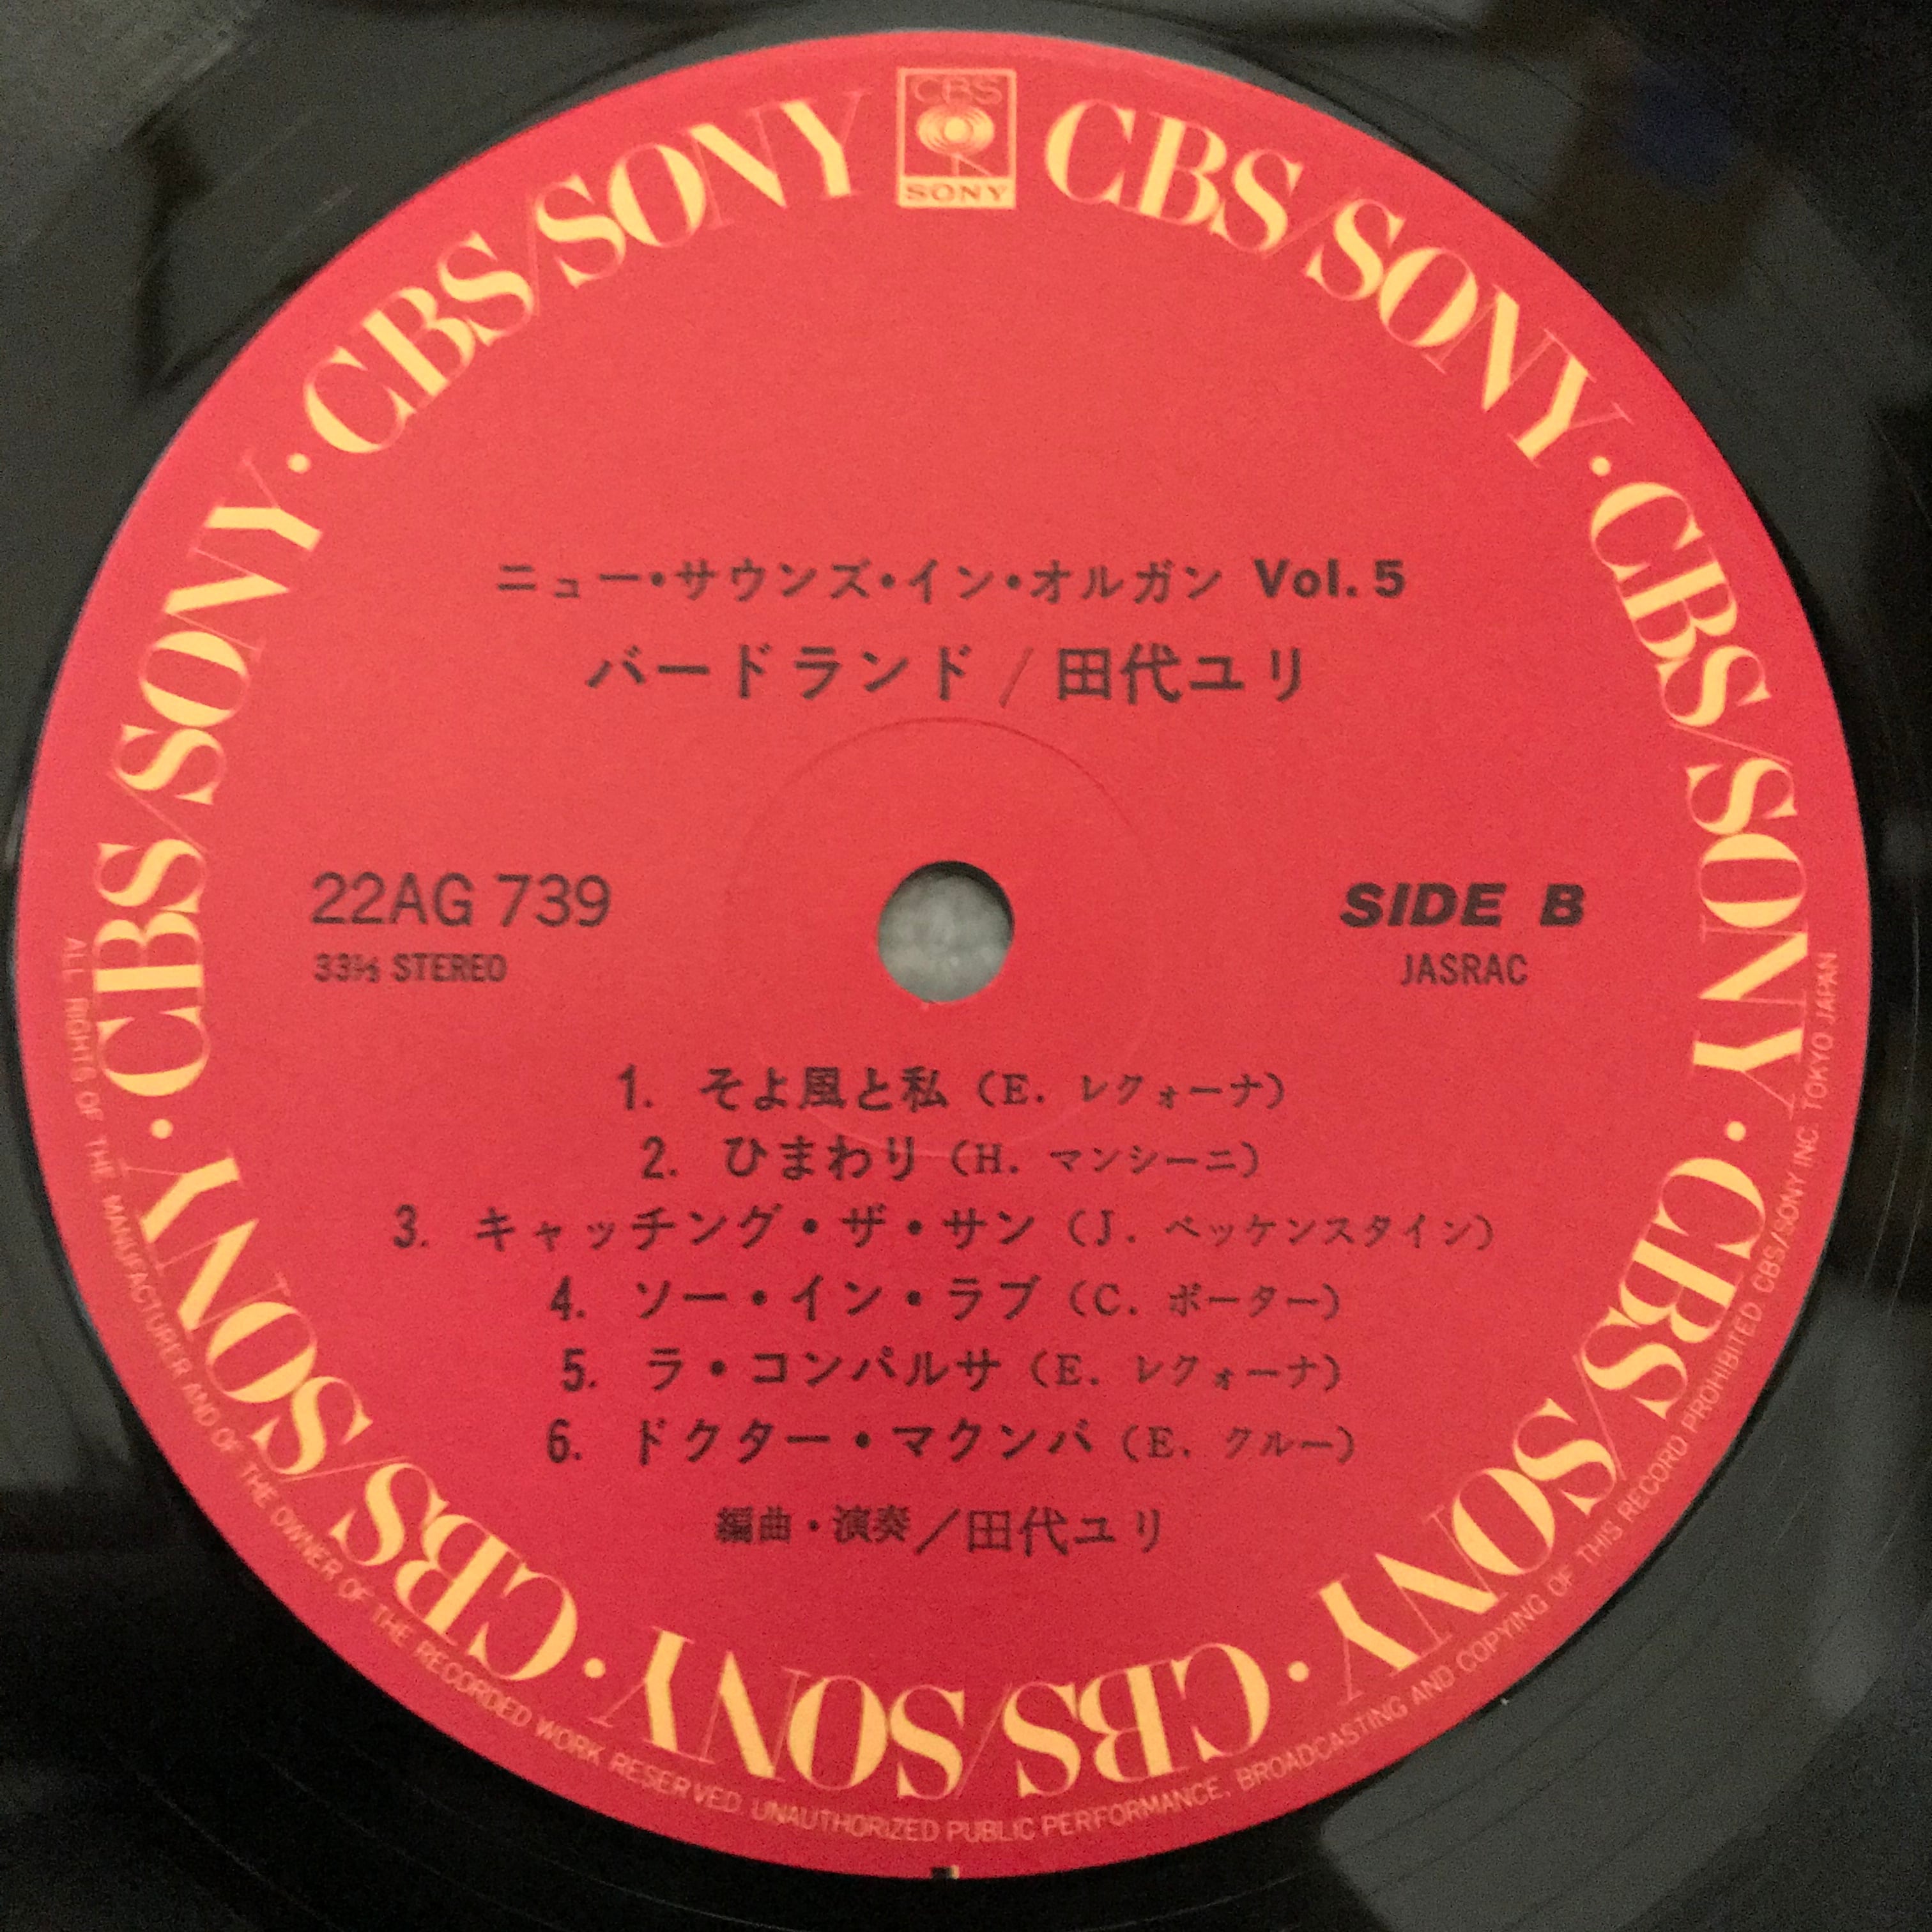 CBS
SONY
CBS/SONY · CBS/SONY · CBS/SONY · CBS/SONY · CBS/SONY · CBS/SONY · CBS/SONY · CBS/SONY
ニュー・サウンズ・イン・オルガン Vol.5
バードランド / 田代ユリ
22AG 739
33⅓ STEREO
SIDE B
JASRAC
1. そよ風と私 (E. レクォーナ)
2. ひまわり (H. マンシーニ)
3. キャッチング・ザ・サン (J. ベッケンスタイン)
4. ソー・イン・ラブ (C. ポーター)
5. ラ・コンパルサ (E. レクォーナ)
6. ドクター・マクンバ (E. クルー)
編曲・演奏/田代ユリ
ALL RIGHTS OF THE MANUFACTURER AND OF THE OWNER OF THE RECORDED WORK RESERVED. UNAUTHORIZED PUBLIC PERFORMANCE, BROADCASTING AND COPYING OF THIS RECORD PROHIBITED CBS/SONY INC. TOKYO JAPAN